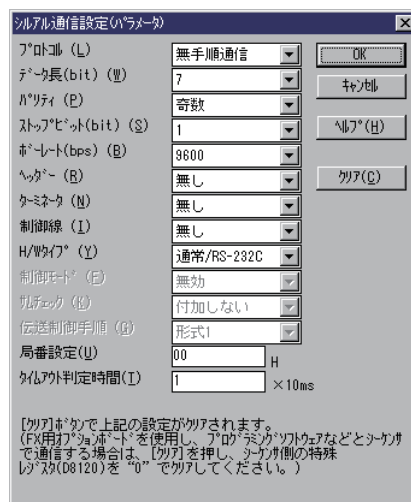 ｼﾘｱﾙ通信設定(ﾊﾟﾗﾒｰﾀ)
ﾌﾟﾛﾄｺﾙ (L) 無手順通信 OK
ﾃﾞｰﾀ長(bit) (W) 7 ｷｬﾝｾﾙ
ﾊﾟﾘﾃｨ (P) 奇数
ｽﾄｯﾌﾟﾋﾞｯﾄ(bit) (S) 1 ﾍﾙﾌﾟ(H)
ﾎﾞｰﾚｰﾄ(bps) (B) 9600
ﾍｯﾀﾞｰ (R) 無し ｸﾘｱ(C)
ﾀｰﾐﾈｰﾀ (N) 無し
制御線 (I) 無し
H/Wﾀｲﾌﾟ (Y) 通常/RS-232C
制御ﾓｰﾄﾞ (E) 無効
ｻﾑﾁｪｯｸ (K) 付加しない
伝送制御手順 (G) 形式1
局番設定(U) 00 H
ﾀｲﾑｱｳﾄ判定時間(T) 1 ×10ms
[ｸﾘｱ]ﾎﾞﾀﾝで上記の設定がｸﾘｱされます。
(FX用ｵﾌﾟｼｮﾝﾎﾞｰﾄﾞを使用し、ﾌﾟﾛｸﾞﾗﾐﾝｸﾞｿﾌﾄｳｪｱなどとｼｰｹﾝｻ
で通信する場合は、[ｸﾘｱ]を押し、ｼｰｹﾝｻ側の特殊
ﾚｼﾞｽﾀ(D8120)を "0" でｸﾘｱしてください。)